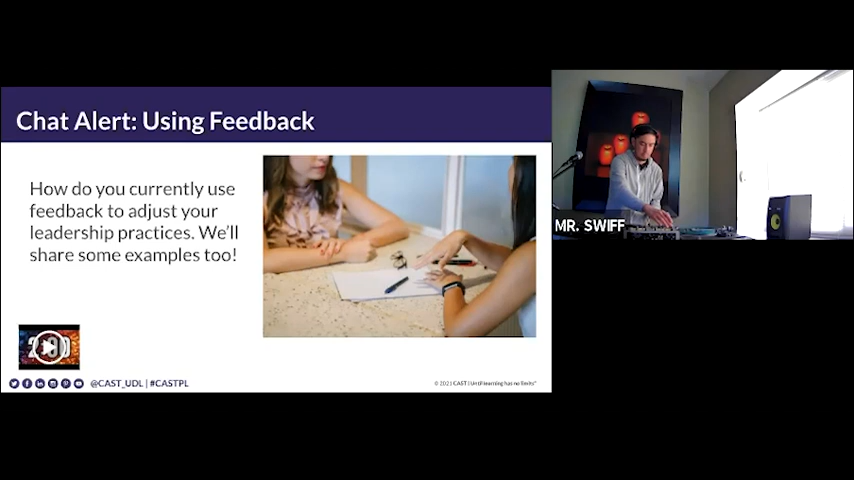 Chat Alert: Using Feedback
How do you currently use
feedback to adjust your
leadership practices. We'll
share some examples too!
MR. SWIFF
@CAST_UDL | #CASTPL
© 2021 CAST | Until learning has no limits